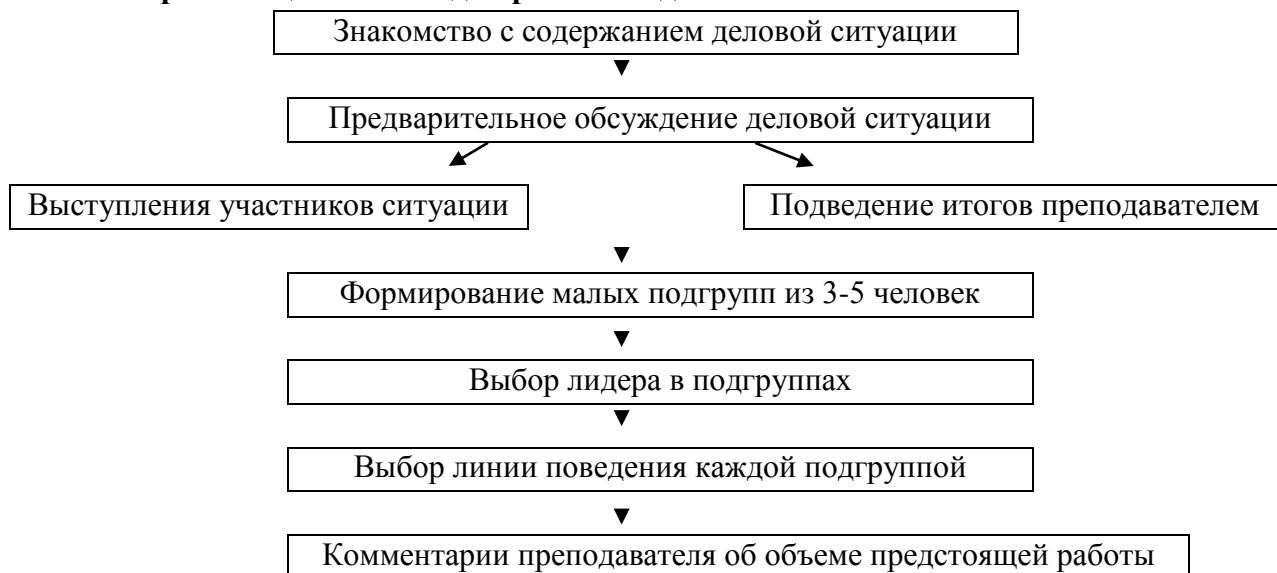 Знакомство с содержанием деловой ситуации
Предварительное обсуждение деловой ситуации
Выступления участников ситуации
Подведение итогов преподавателем
Формирование малых подгрупп из 3-5 человек
Выбор лидера в подгруппах
Выбор линии поведения каждой подгруппой
Комментарии преподавателя об объеме предстоящей работы